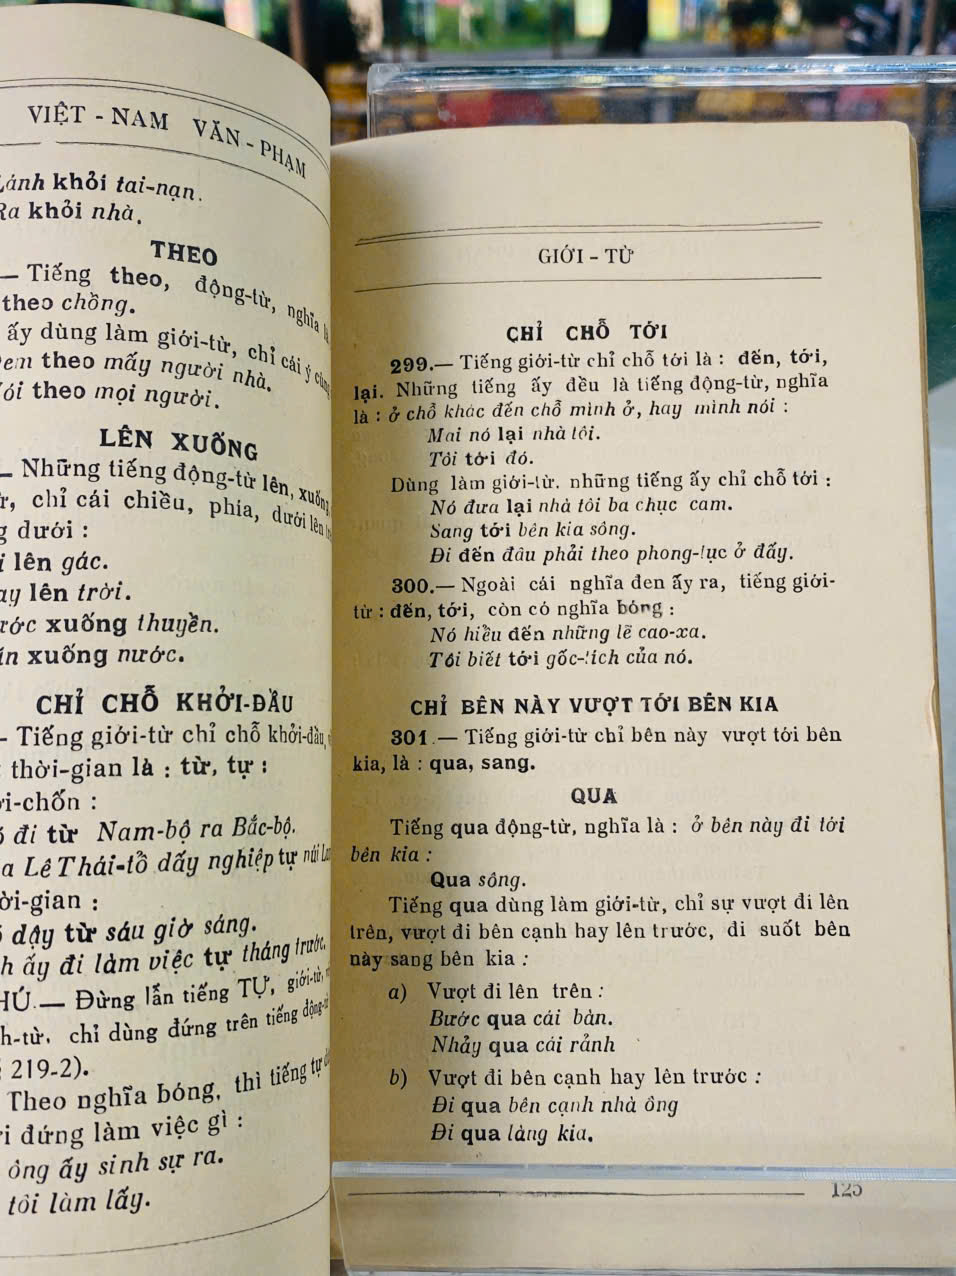 VIỆT - NAM VĂN - PHẠM
Lánh khỏi tai-nạn.
Ra khỏi nhà.
THEO
— Tiếng theo, động-từ, nghĩa là
theo chồng.
ấy dùng làm giới-từ, chỉ cái ý cùng
theo mấy người nhà.
theo mọi người.
LÊN XUỐNG
— Những tiếng động-từ lên, xuống,
chỉ cái chiều, phía, dưới lên
dưới :
lên gác.
lên trời.
xuống thuyền.
xuống nước.
CHỈ CHỖ KHỞI-ĐẦU
— Tiếng giới-từ chỉ chỗ khởi-đầu,
thời-gian là : từ, tự :
đi từ Nam-bộ ra Bắc-bộ.
Lê Thái-tổ dấy nghiệp tự núi
dậy từ sáu giờ sáng.
ấy đi làm việc tự tháng trước.
— Đừng lẫn tiếng TỰ, giới-từ,
chỉ dùng đứng trên tiếng
219-2).
Theo nghĩa bóng, thì tiếng tự
đứng làm việc gì :
ông ấy sinh sự ra.
tôi làm lấy.
GIỚI - TỪ
CHỈ CHỖ TỚI
299.— Tiếng giới-từ chỉ chỗ tới là : đến, tới,
lại. Những tiếng ấy đều là tiếng động-từ, nghĩa
là : ở chỗ khác đến chỗ mình ở, hay mình nói :
Mai nó lại nhà tôi.
Tôi tới đó.
Dùng làm giới-từ. những tiếng ấy chỉ chỗ tới :
Nó đưa lại nhà tôi ba chục cam.
Sang tới bên kia sông.
Đi đến đâu phải theo phong-tục ở đấy.
300.— Ngoài cái nghĩa đen ấy ra, tiếng giới-
từ : đến, tới, còn có nghĩa bóng :
Nó hiểu đến những lẽ cao-xa.
Tôi biết tới gốc-tích của nó.
CHỈ BÊN NÀY VƯỢT TỚI BÊN KIA
301.— Tiếng giới-từ chỉ bên này vượt tới bên
kia, là : qua, sang.
QUA
Tiếng qua động-từ, nghĩa là : ở bên này đi tới
bên kia :
Qua sông.
Tiếng qua dùng làm giới-từ, chỉ sự vượt đi lên
trên, vượt đi bên cạnh hay lên trước, đi suốt bên
này sang bên kia :
a) Vượt đi lên trên :
Bước qua cái bàn.
Nhảy qua cái rảnh
b) Vượt đi bên cạnh hay lên trước :
Đi qua bên cạnh nhà ông
Đi qua làng kia.
125